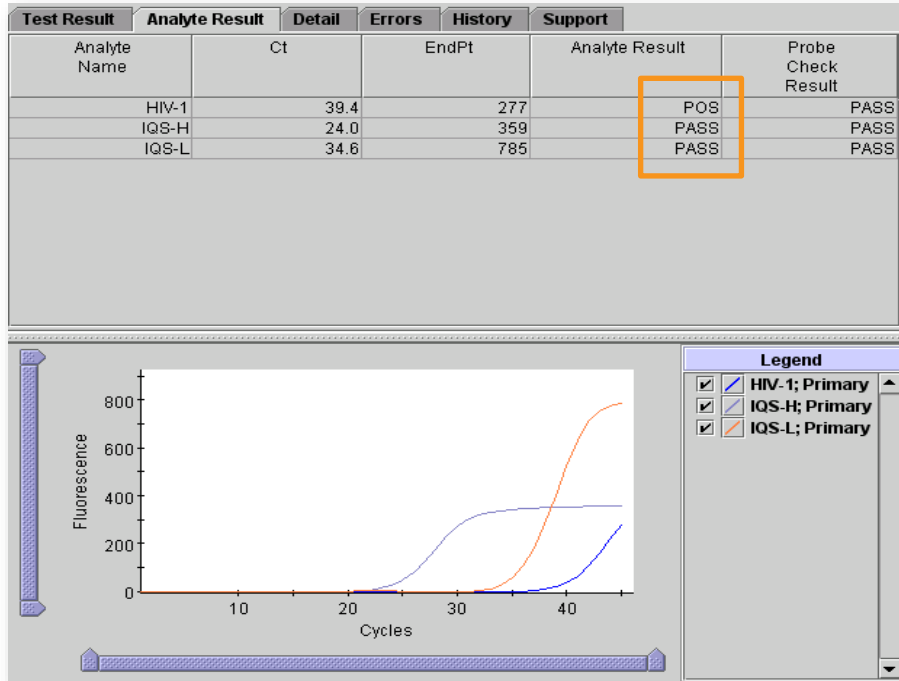 Test Result Analyte Result Detail Errors History Support
Analyte Name Ct EndPt Analyte Result Probe Check Result
HIV-1 39.4 277 POS PASS
IQS-H 24.0 359 PASS PASS
IQS-L 34.6 785 PASS PASS
Legend
HIV-1; Primary
IQS-H; Primary
IQS-L; Primary
Fluorescence
800
600
400
200
0
10 20 30 40
Cycles